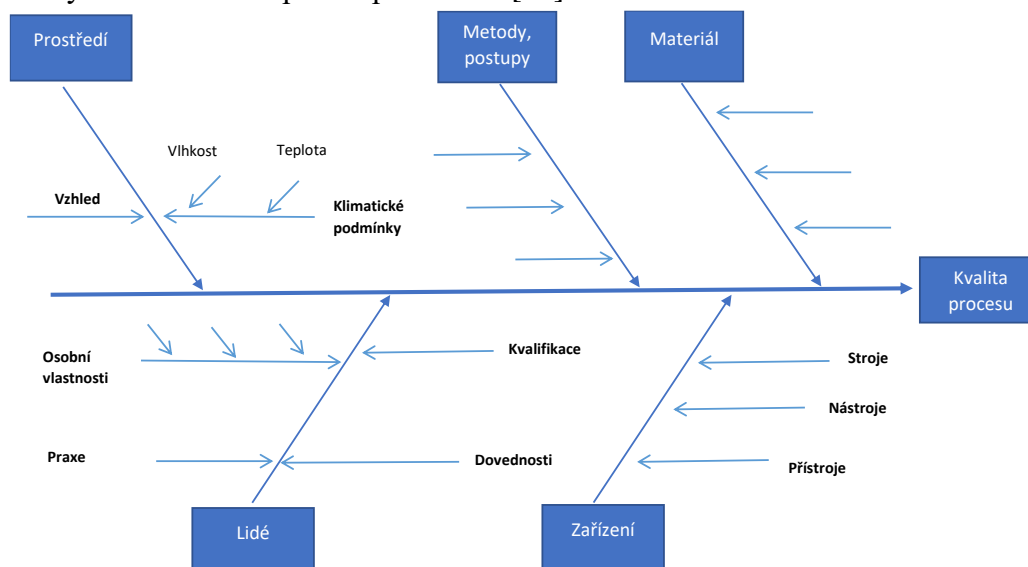 Prostředí
Metody,
postupy
Materiál
Vlhkost
Teplota
Vzhled
Klimatické
podmínky
Kvalita
procesu
Osobní
vlastnosti
Kvalifikace
Stroje
Nástroje
Praxe
Dovednosti
Přístroje
Lidé
Zařízení